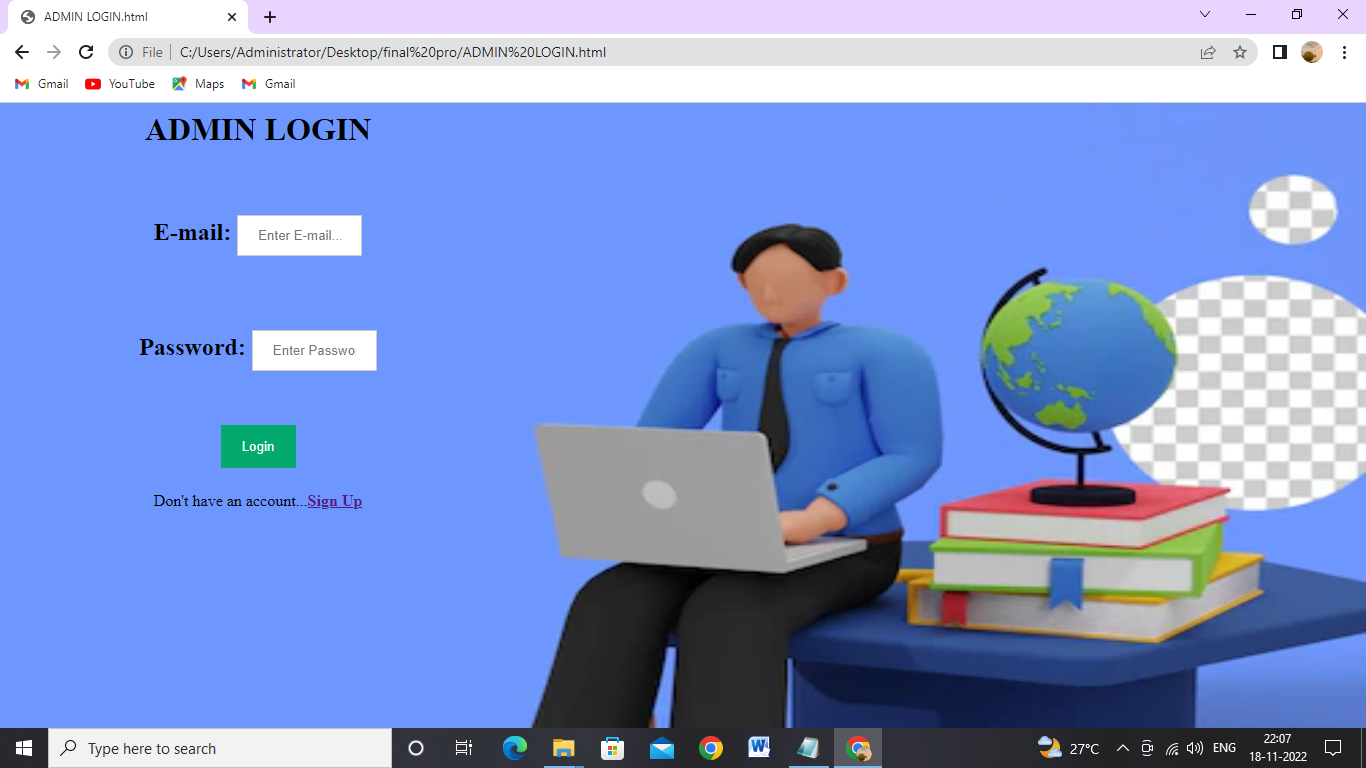 ADMIN LOGIN.html
File C:/Users/Administrator/Desktop/final%20pro/ADMIN%20LOGIN.html
Gmail YouTube Maps Gmail
ADMIN LOGIN
E-mail: Enter E-mail...
Password: Enter Passwo
Login
Don't have an account...Sign Up
Type here to search
27°C ENG 22:07
18-11-2022